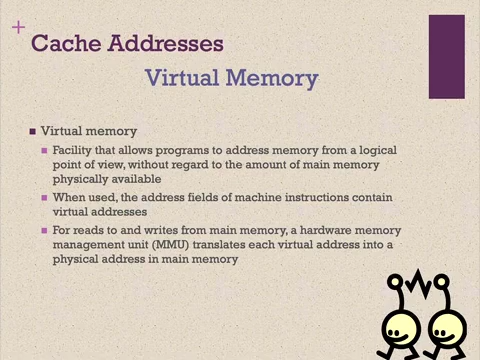 +
Cache Addresses
Virtual Memory
Virtual memory
Facility that allows programs to address memory from a logical
point of view, without regard to the amount of main memory
physically available
When used, the address fields of machine instructions contain
virtual addresses
For reads to and writes from main memory, a hardware memory
management unit (MMU) translates each virtual address into a
physical address in main memory